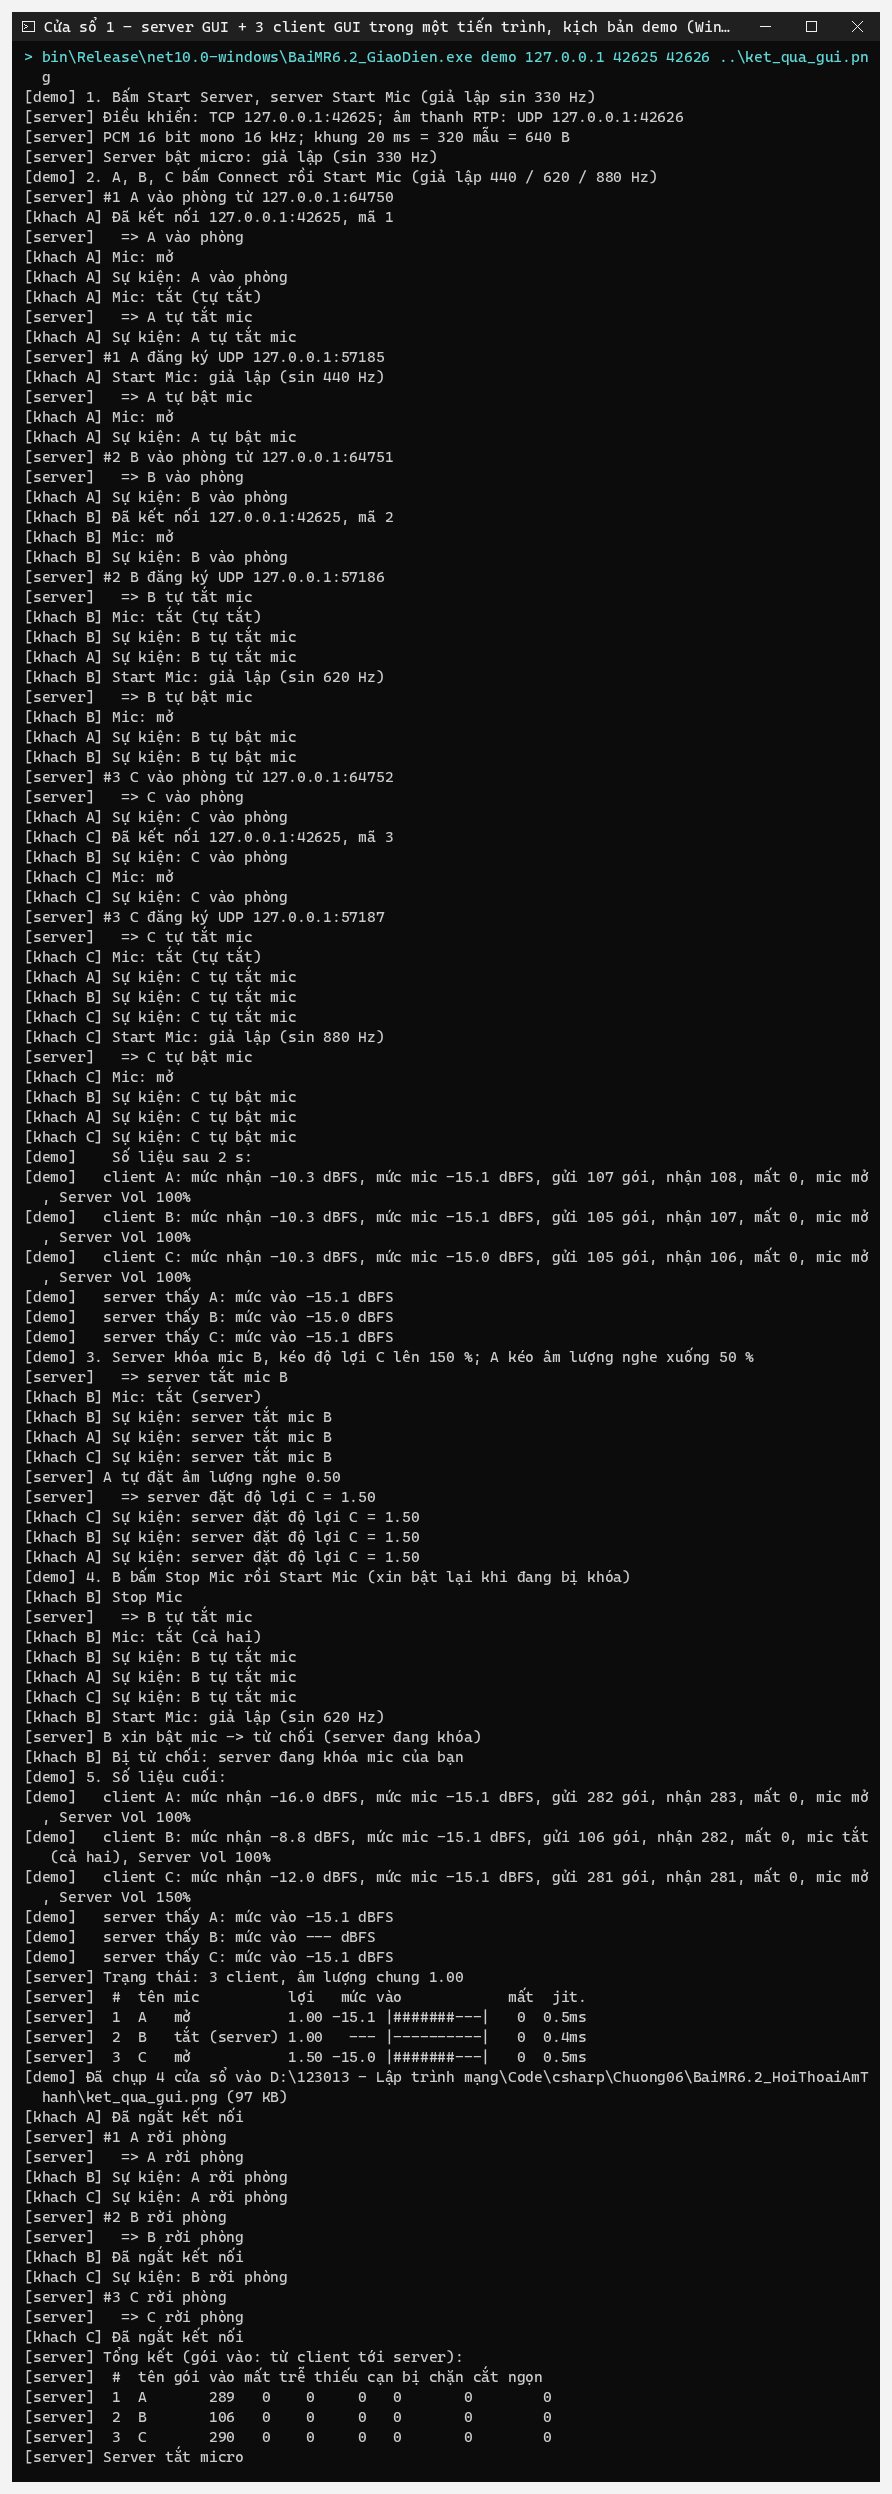 Cửa sổ 1 – server GUI + 3 client GUI trong một tiến trình, kịch bản demo (Win…
> bin\Release\net10.0-windows\BaiMR6.2_GiaoDien.exe demo 127.0.0.1 42625 42626 ..\ket_qua_gui.pn
g
[demo] 1. Bấm Start Server, server Start Mic (giả lập sin 330 Hz)
[server] Điều khiển: TCP 127.0.0.1:42625; âm thanh RTP: UDP 127.0.0.1:42626
[server] PCM 16 bit mono 16 kHz; khung 20 ms = 320 mẫu = 640 B
[server] Server bật micro: giả lập (sin 330 Hz)
[demo] 2. A, B, C bấm Connect rồi Start Mic (giả lập 440 / 620 / 880 Hz)
[server] #1 A vào phòng từ 127.0.0.1:64750
[khach A] Đã kết nối 127.0.0.1:42625, mã 1
[server]   => A vào phòng
[khach A] Mic: mở
[khach A] Sự kiện: A vào phòng
[khach A] Mic: tắt (tự tắt)
[server]   => A tự tắt mic
[khach A] Sự kiện: A tự tắt mic
[server] #1 A đăng ký UDP 127.0.0.1:57185
[khach A] Start Mic: giả lập (sin 440 Hz)
[server]   => A tự bật mic
[khach A] Mic: mở
[khach A] Sự kiện: A tự bật mic
[server] #2 B vào phòng từ 127.0.0.1:64751
[server]   => B vào phòng
[khach A] Sự kiện: B vào phòng
[khach B] Đã kết nối 127.0.0.1:42625, mã 2
[khach B] Mic: mở
[khach B] Sự kiện: B vào phòng
[server] #2 B đăng ký UDP 127.0.0.1:57186
[server]   => B tự tắt mic
[khach B] Mic: tắt (tự tắt)
[khach B] Sự kiện: B tự tắt mic
[khach A] Sự kiện: B tự tắt mic
[khach B] Start Mic: giả lập (sin 620 Hz)
[server]   => B tự bật mic
[khach B] Mic: mở
[khach A] Sự kiện: B tự bật mic
[khach B] Sự kiện: B tự bật mic
[server] #3 C vào phòng từ 127.0.0.1:64752
[server]   => C vào phòng
[khach A] Sự kiện: C vào phòng
[khach C] Đã kết nối 127.0.0.1:42625, mã 3
[khach B] Sự kiện: C vào phòng
[khach C] Mic: mở
[khach C] Sự kiện: C vào phòng
[server] #3 C đăng ký UDP 127.0.0.1:57187
[server]   => C tự tắt mic
[khach C] Mic: tắt (tự tắt)
[khach A] Sự kiện: C tự tắt mic
[khach B] Sự kiện: C tự tắt mic
[khach C] Sự kiện: C tự tắt mic
[khach C] Start Mic: giả lập (sin 880 Hz)
[server]   => C tự bật mic
[khach C] Mic: mở
[khach B] Sự kiện: C tự bật mic
[khach A] Sự kiện: C tự bật mic
[khach C] Sự kiện: C tự bật mic
[demo]    Số liệu sau 2 s:
[demo]   client A: mức nhận -10.3 dBFS, mức mic -15.1 dBFS, gửi 107 gói, nhận 108, mất 0, mic mở
, Server Vol 100%
[demo]   client B: mức nhận -10.3 dBFS, mức mic -15.1 dBFS, gửi 105 gói, nhận 107, mất 0, mic mở
, Server Vol 100%
[demo]   client C: mức nhận -10.3 dBFS, mức mic -15.0 dBFS, gửi 105 gói, nhận 106, mất 0, mic mở
, Server Vol 100%
[demo]   server thấy A: mức vào -15.1 dBFS
[demo]   server thấy B: mức vào -15.0 dBFS
[demo]   server thấy C: mức vào -15.1 dBFS
[demo] 3. Server khóa mic B, kéo độ lợi C lên 150 %; A kéo âm lượng nghe xuống 50 %
[server]   => server tắt mic B
[khach B] Mic: tắt (server)
[khach B] Sự kiện: server tắt mic B
[khach A] Sự kiện: server tắt mic B
[khach C] Sự kiện: server tắt mic B
[server] A tự đặt âm lượng nghe 0.50
[server]   => server đặt độ lợi C = 1.50
[khach C] Sự kiện: server đặt độ lợi C = 1.50
[khach B] Sự kiện: server đặt độ lợi C = 1.50
[khach A] Sự kiện: server đặt độ lợi C = 1.50
[demo] 4. B bấm Stop Mic rồi Start Mic (xin bật lại khi đang bị khóa)
[khach B] Stop Mic
[server]   => B tự tắt mic
[khach B] Mic: tắt (cả hai)
[khach B] Sự kiện: B tự tắt mic
[khach A] Sự kiện: B tự tắt mic
[khach C] Sự kiện: B tự tắt mic
[khach B] Start Mic: giả lập (sin 620 Hz)
[server] B xin bật mic -> từ chối (server đang khóa)
[khach B] Bị từ chối: server đang khóa mic của bạn
[demo] 5. Số liệu cuối:
[demo]   client A: mức nhận -16.0 dBFS, mức mic -15.1 dBFS, gửi 282 gói, nhận 283, mất 0, mic mở
, Server Vol 100%
[demo]   client B: mức nhận -8.8 dBFS, mức mic -15.1 dBFS, gửi 106 gói, nhận 282, mất 0, mic tắt
(cả hai), Server Vol 100%
[demo]   client C: mức nhận -12.0 dBFS, mức mic -15.1 dBFS, gửi 281 gói, nhận 281, mất 0, mic mở
, Server Vol 150%
[demo]   server thấy A: mức vào -15.1 dBFS
[demo]   server thấy B: mức vào --- dBFS
[demo]   server thấy C: mức vào -15.1 dBFS
[server] Trạng thái: 3 client, âm lượng chung 1.00
[server]  #  tên mic          lợi   mức vào            mất  jit.
[server]  1  A   mở           1.00 -15.1 |#######---|   0  0.5ms
[server]  2  B   tắt (server) 1.00   --- |----------|   0  0.4ms
[server]  3  C   mở           1.50 -15.0 |#######---|   0  0.5ms
[demo] Đã chụp 4 cửa sổ vào D:\123013 - Lập trình mạng\Code\csharp\Chuong06\BaiMR6.2_HoiThoaiAmT
hanh\ket_qua_gui.png (97 KB)
[khach A] Đã ngắt kết nối
[server] #1 A rời phòng
[server]   => A rời phòng
[khach B] Sự kiện: A rời phòng
[khach C] Sự kiện: A rời phòng
[server] #2 B rời phòng
[server]   => B rời phòng
[khach B] Đã ngắt kết nối
[khach C] Sự kiện: B rời phòng
[server] #3 C rời phòng
[server]   => C rời phòng
[khach C] Đã ngắt kết nối
[server] Tổng kết (gói vào: từ client tới server):
[server]  #  tên gói vào mất trễ thiếu cạn bị chặn cắt ngọn
[server]  1  A       289   0    0     0   0       0        0
[server]  2  B       106   0    0     0   0       0        0
[server]  3  C       290   0    0     0   0       0        0
[server] Server tắt micro